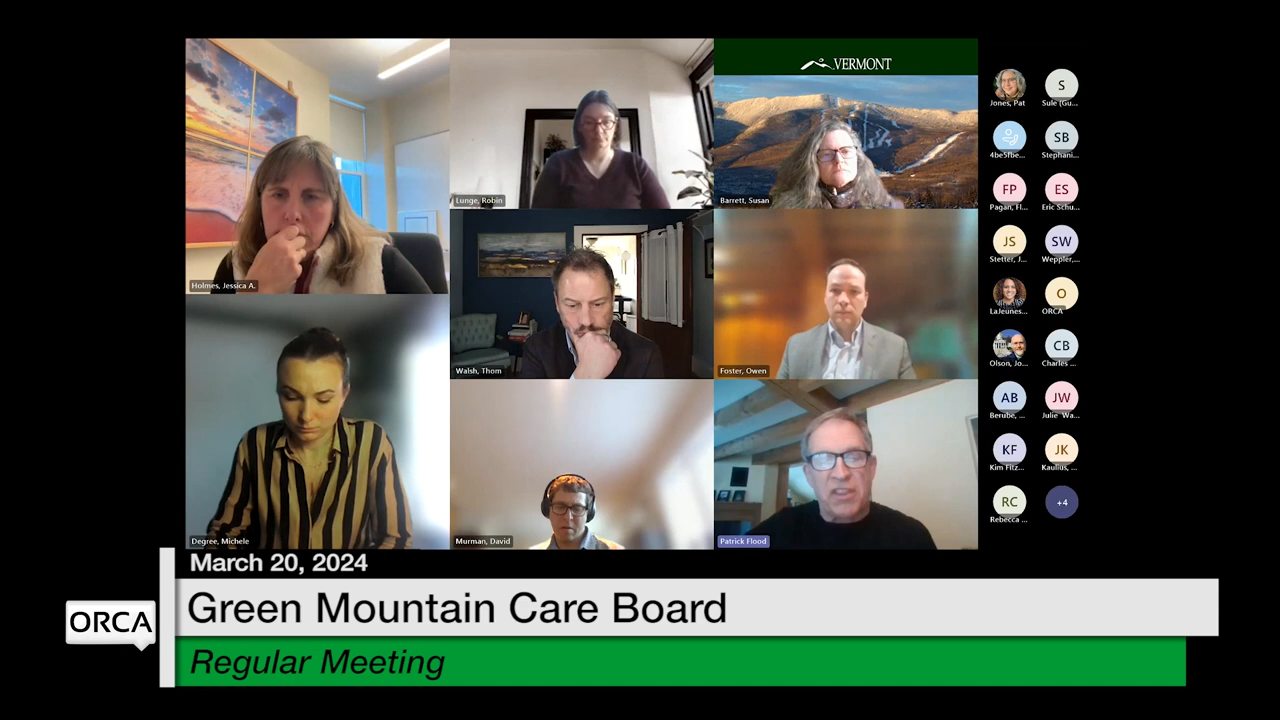 VERMONT
Holmes, Jessica A.
Lunge, Robin
Barrett, Susan
Walsh, Thom
Foster, Owen
Degree, Michele
Murman, David
Patrick Flood
Jones, Pat
S
Sule (Gu...
4be5fbe...
SB
Stephani...
FP
Pagan, Fl...
ES
Eric Schu...
JS
Stetter, J...
SW
Weppler,...
LaJeunes...
O
ORCA
Olson, Jo...
CB
Charles ...
AB
Berube, ...
JW
Julie "Wa...
KF
Kim Fitz...
JK
Kaulius, ...
RC
Rebecca ...
+4
March 20, 2024
ORCA
Green Mountain Care Board
Regular Meeting